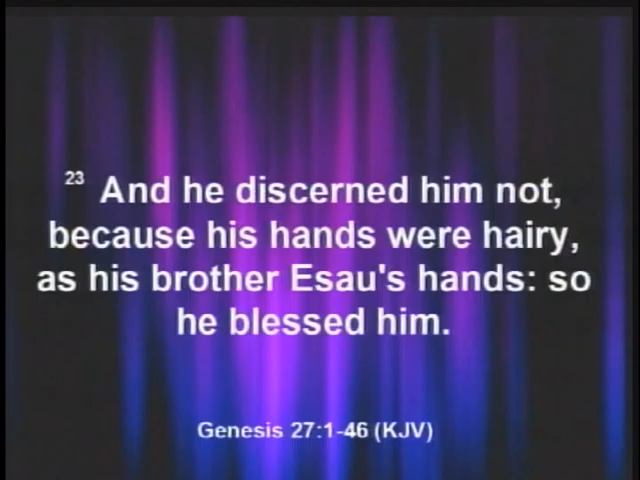 23 And he discerned him not,
because his hands were hairy,
as his brother Esau's hands: so
he blessed him.
Genesis 27:1-46 (KJV)